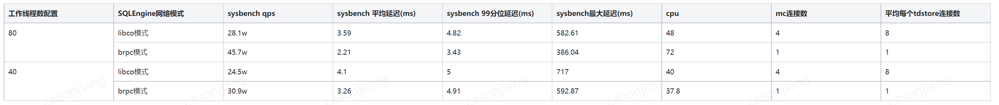 工作线程数配置 SQLEngine网络模式 sysbench qps sysbench 平均延迟(ms) sysbench 99分位延迟(ms) sysbench最大延迟(ms) cpu mc连接数 平均每个tdstore连接数
80 libco模式 28.1w 3.59 4.82 582.61 48 4 8
brpc模式 45.7w 2.21 3.43 386.04 72 1 1
40 libco模式 24.5w 4.1 5 717 40 4 8
brpc模式 30.9w 3.26 4.91 592.87 37.8 1 1
casonjiang casonjiang casonjiang casonjiang casonjiang casonjiang casonjiang